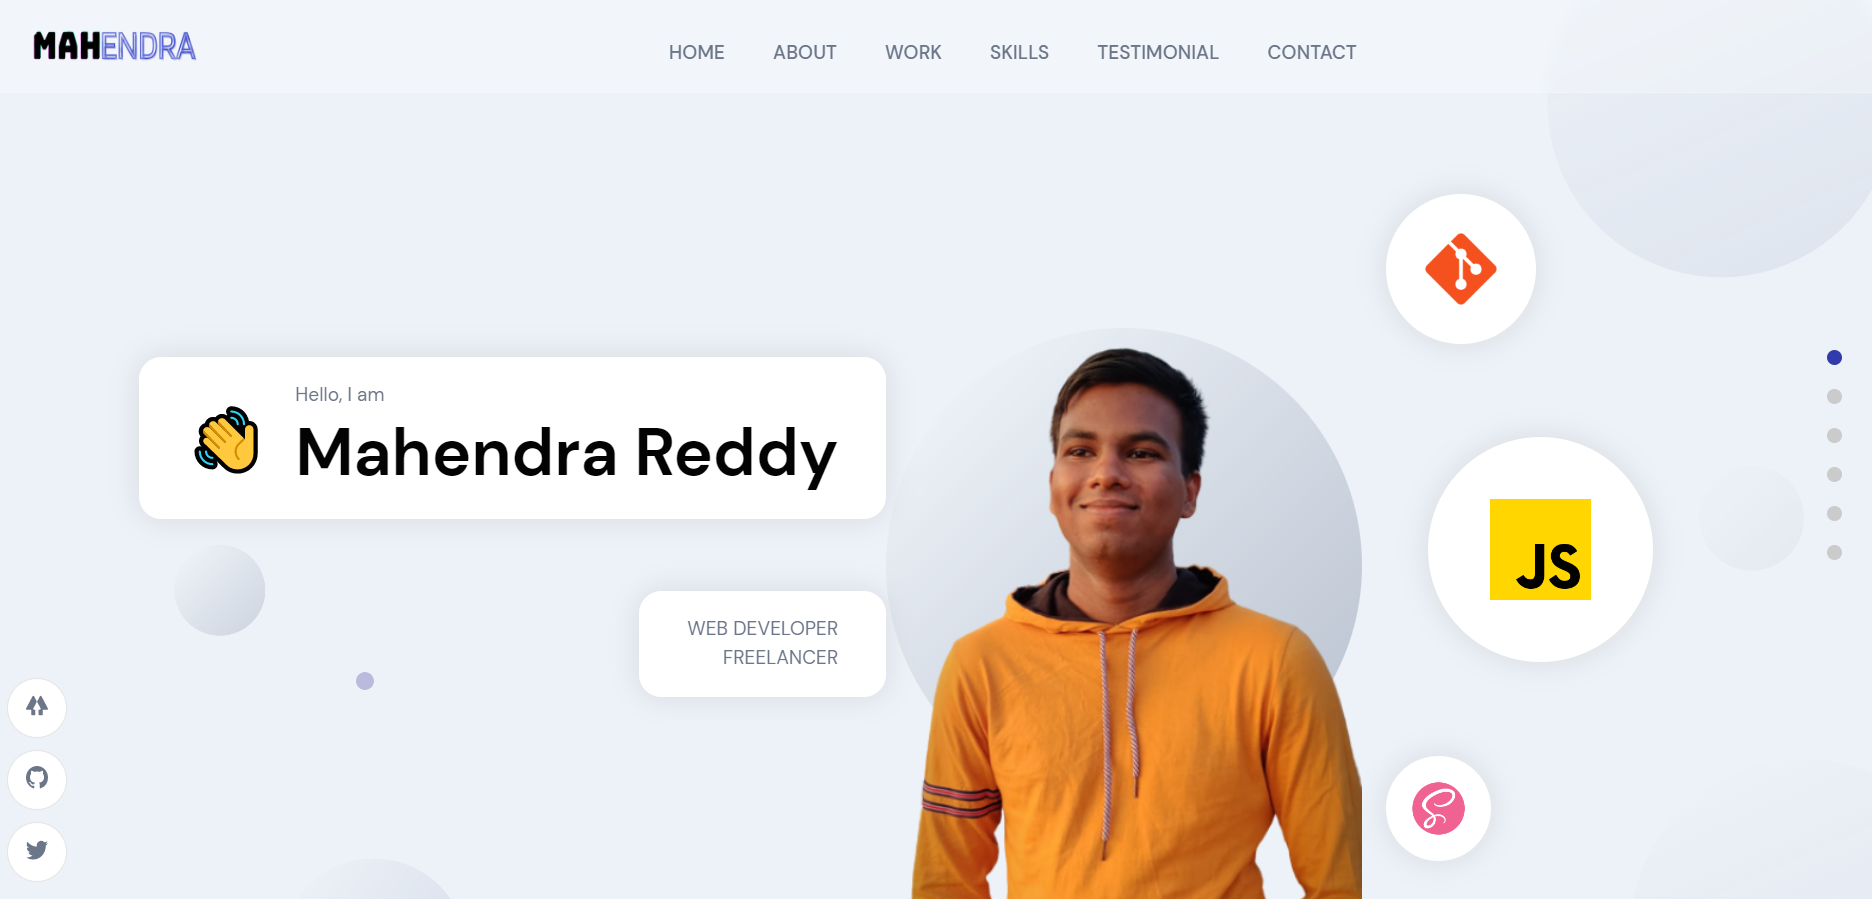 MAHENDRA
HOME ABOUT WORK SKILLS TESTIMONIAL CONTACT
Hello, I am
Mahendra Reddy
WEB DEVELOPER
FREELANCER
JS